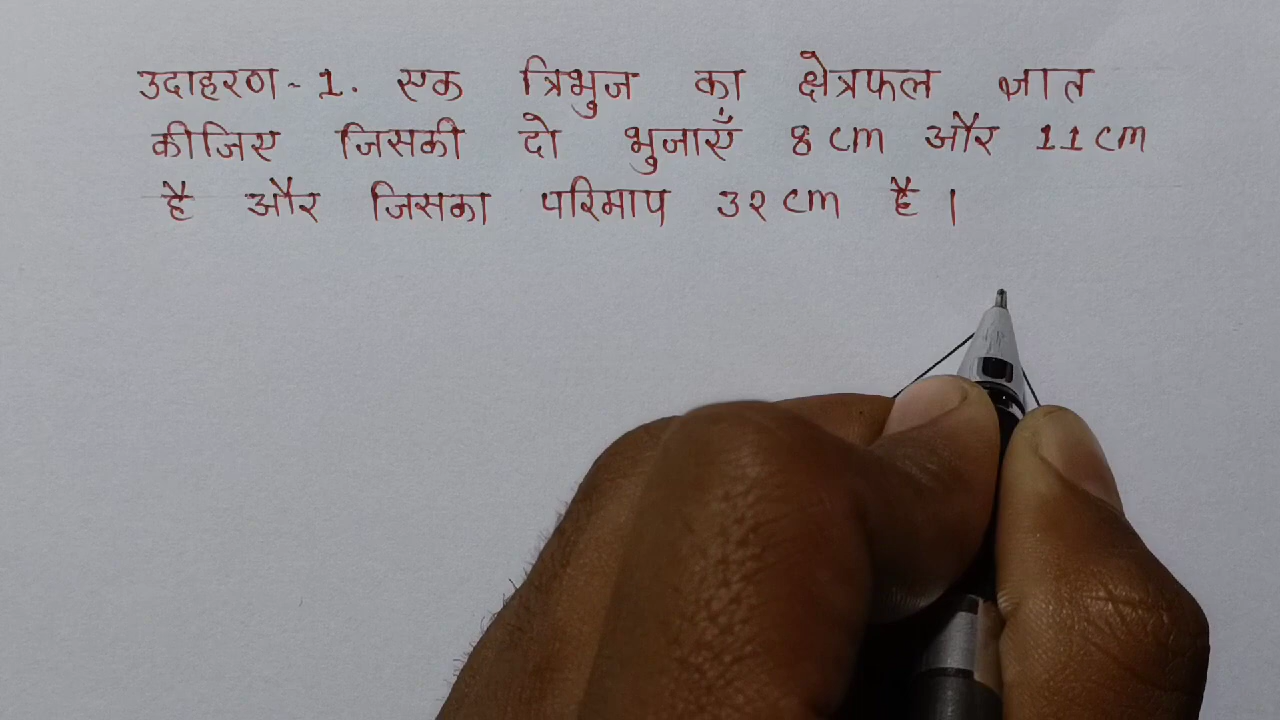 उदाहरण - 1. एक त्रिभुज का क्षेत्रफल ज्ञात
कीजिए जिसकी दो भुजाएँ 8 cm और 11 cm
है और जिसका परिमाप 32 cm है ।